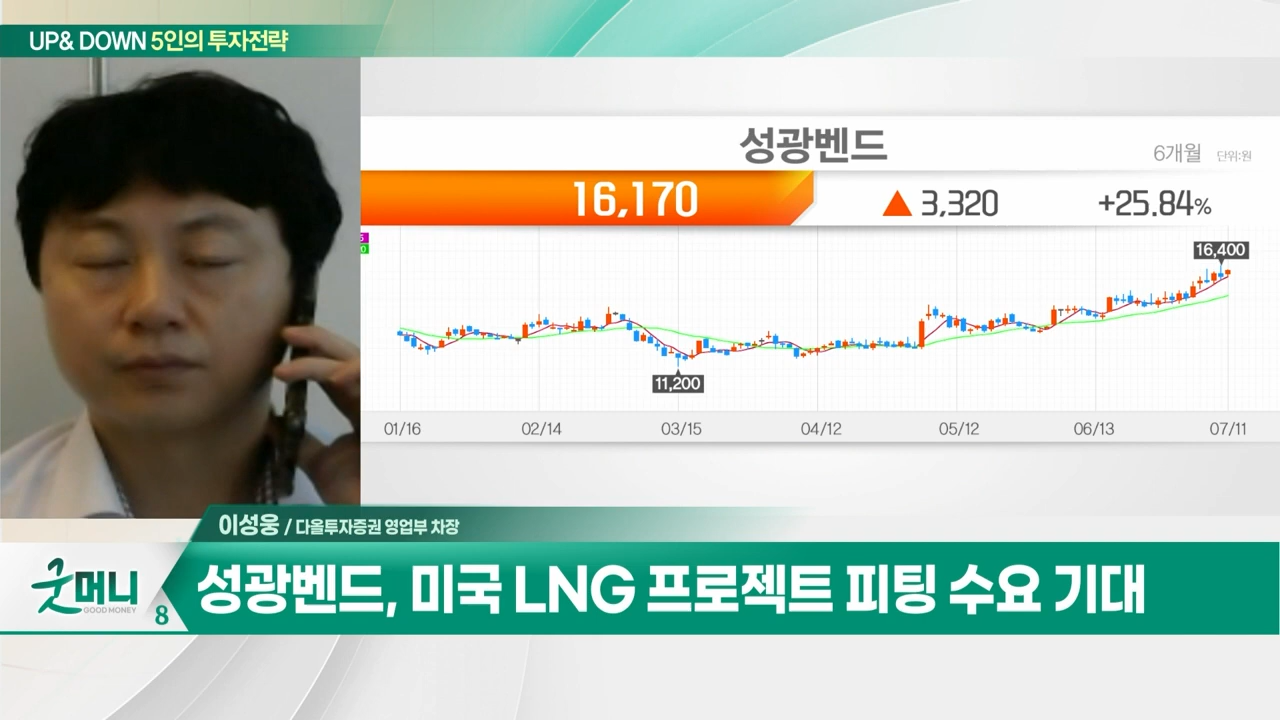 UP& DOWN 5인의 투자전략
성광벤드
6개월 단위:원
16,170 ▲ 3,320 +25.84%
16,400
11,200
01/16 02/14 03/15 04/12 05/12 06/13 07/11
이성웅 / 다올투자증권 영업부 차장
굿머니
GOOD MONEY
8
성광벤드, 미국 LNG 프로젝트 피팅 수요 기대